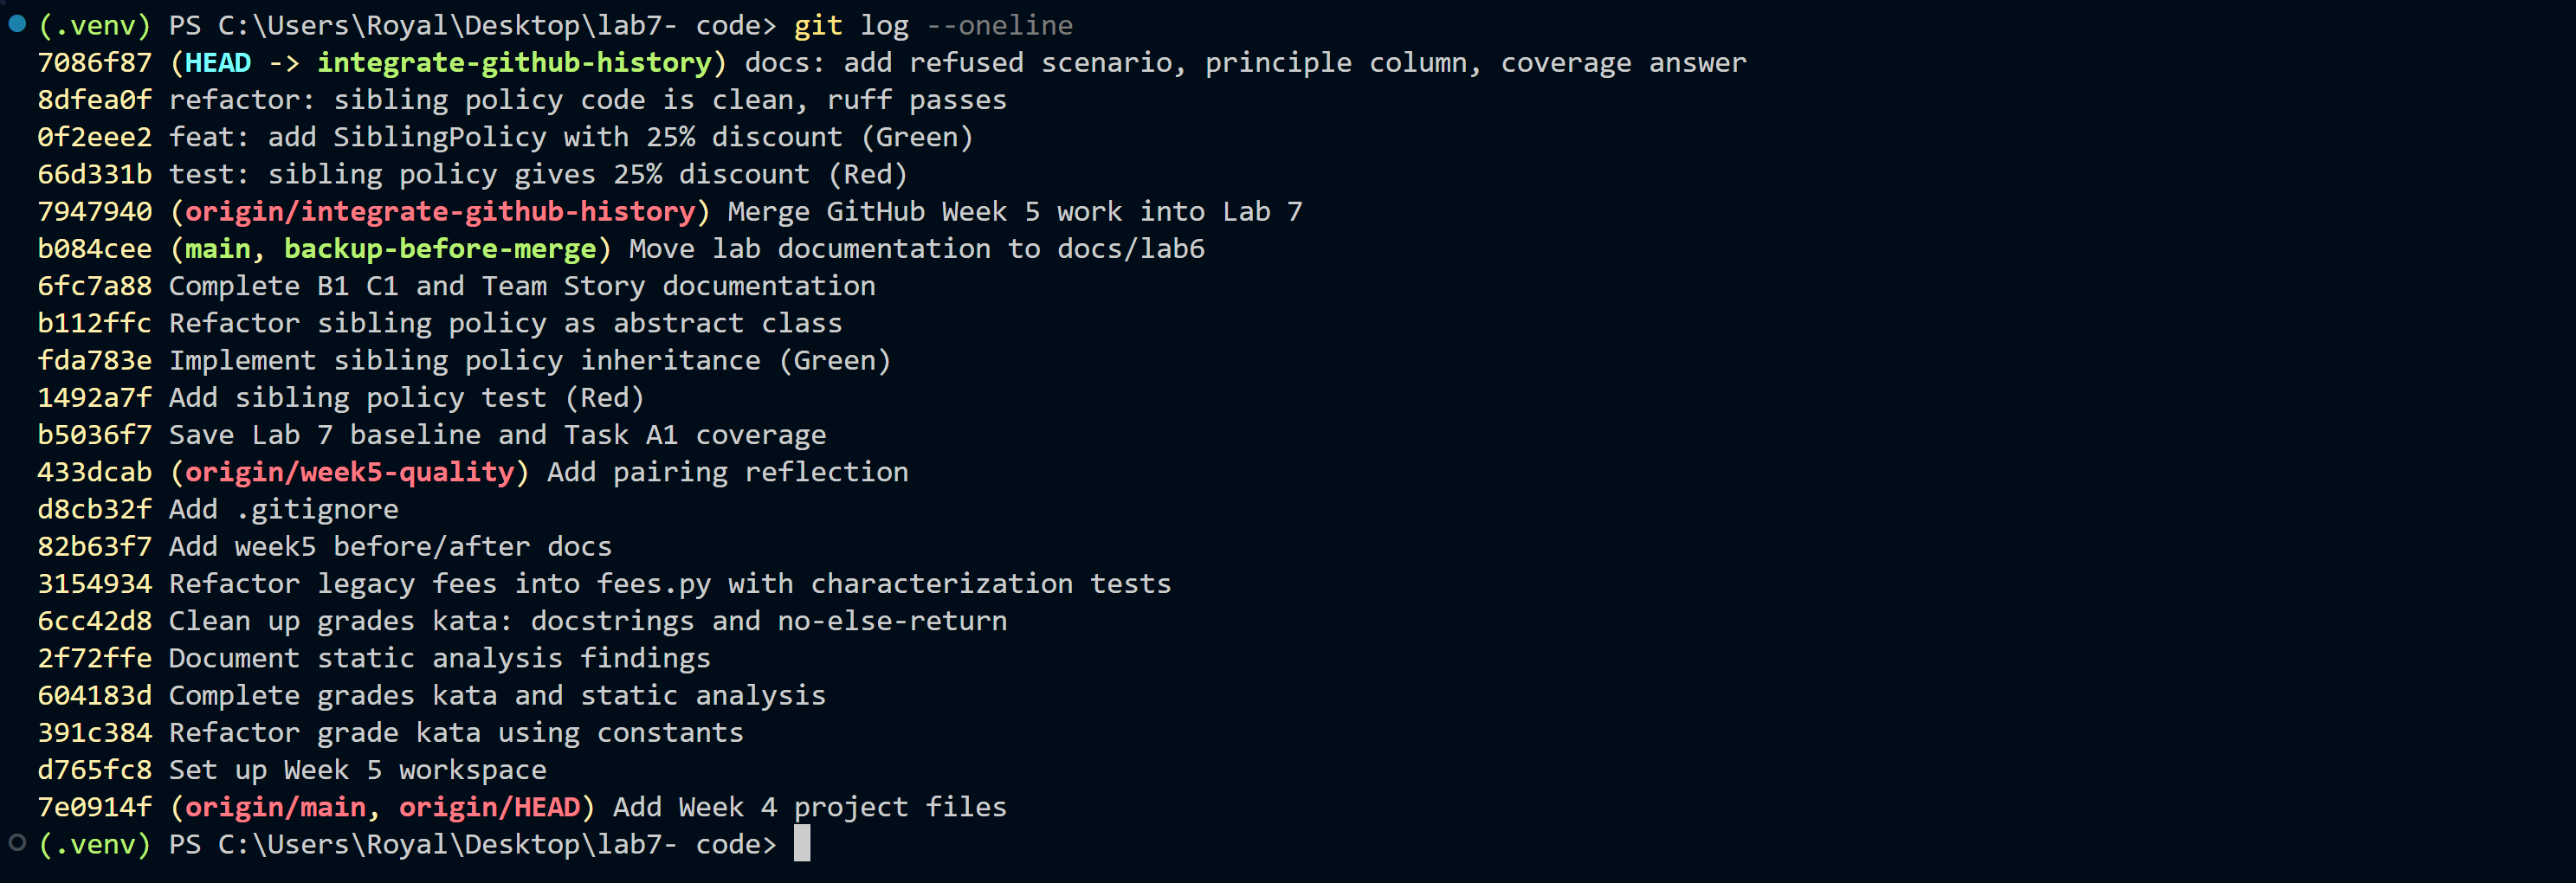 (.venv) PS C:\Users\Royal\Desktop\lab7- code> git log --oneline
7086f87 (HEAD -> integrate-github-history) docs: add refused scenario, principle column, coverage answer
8dfea0f refactor: sibling policy code is clean, ruff passes
0f2eee2 feat: add SiblingPolicy with 25% discount (Green)
66d331b test: sibling policy gives 25% discount (Red)
7947940 (origin/integrate-github-history) Merge GitHub Week 5 work into Lab 7
b084cee (main, backup-before-merge) Move lab documentation to docs/lab6
6fc7a88 Complete B1 C1 and Team Story documentation
b112ffc Refactor sibling policy as abstract class
fda783e Implement sibling policy inheritance (Green)
1492a7f Add sibling policy test (Red)
b5036f7 Save Lab 7 baseline and Task A1 coverage
433dcab (origin/week5-quality) Add pairing reflection
d8cb32f Add .gitignore
82b63f7 Add week5 before/after docs
3154934 Refactor legacy fees into fees.py with characterization tests
6cc42d8 Clean up grades kata: docstrings and no-else-return
2f72ffe Document static analysis findings
604183d Complete grades kata and static analysis
391c384 Refactor grade kata using constants
d765fc8 Set up Week 5 workspace
7e0914f (origin/main, origin/HEAD) Add Week 4 project files
(.venv) PS C:\Users\Royal\Desktop\lab7- code>